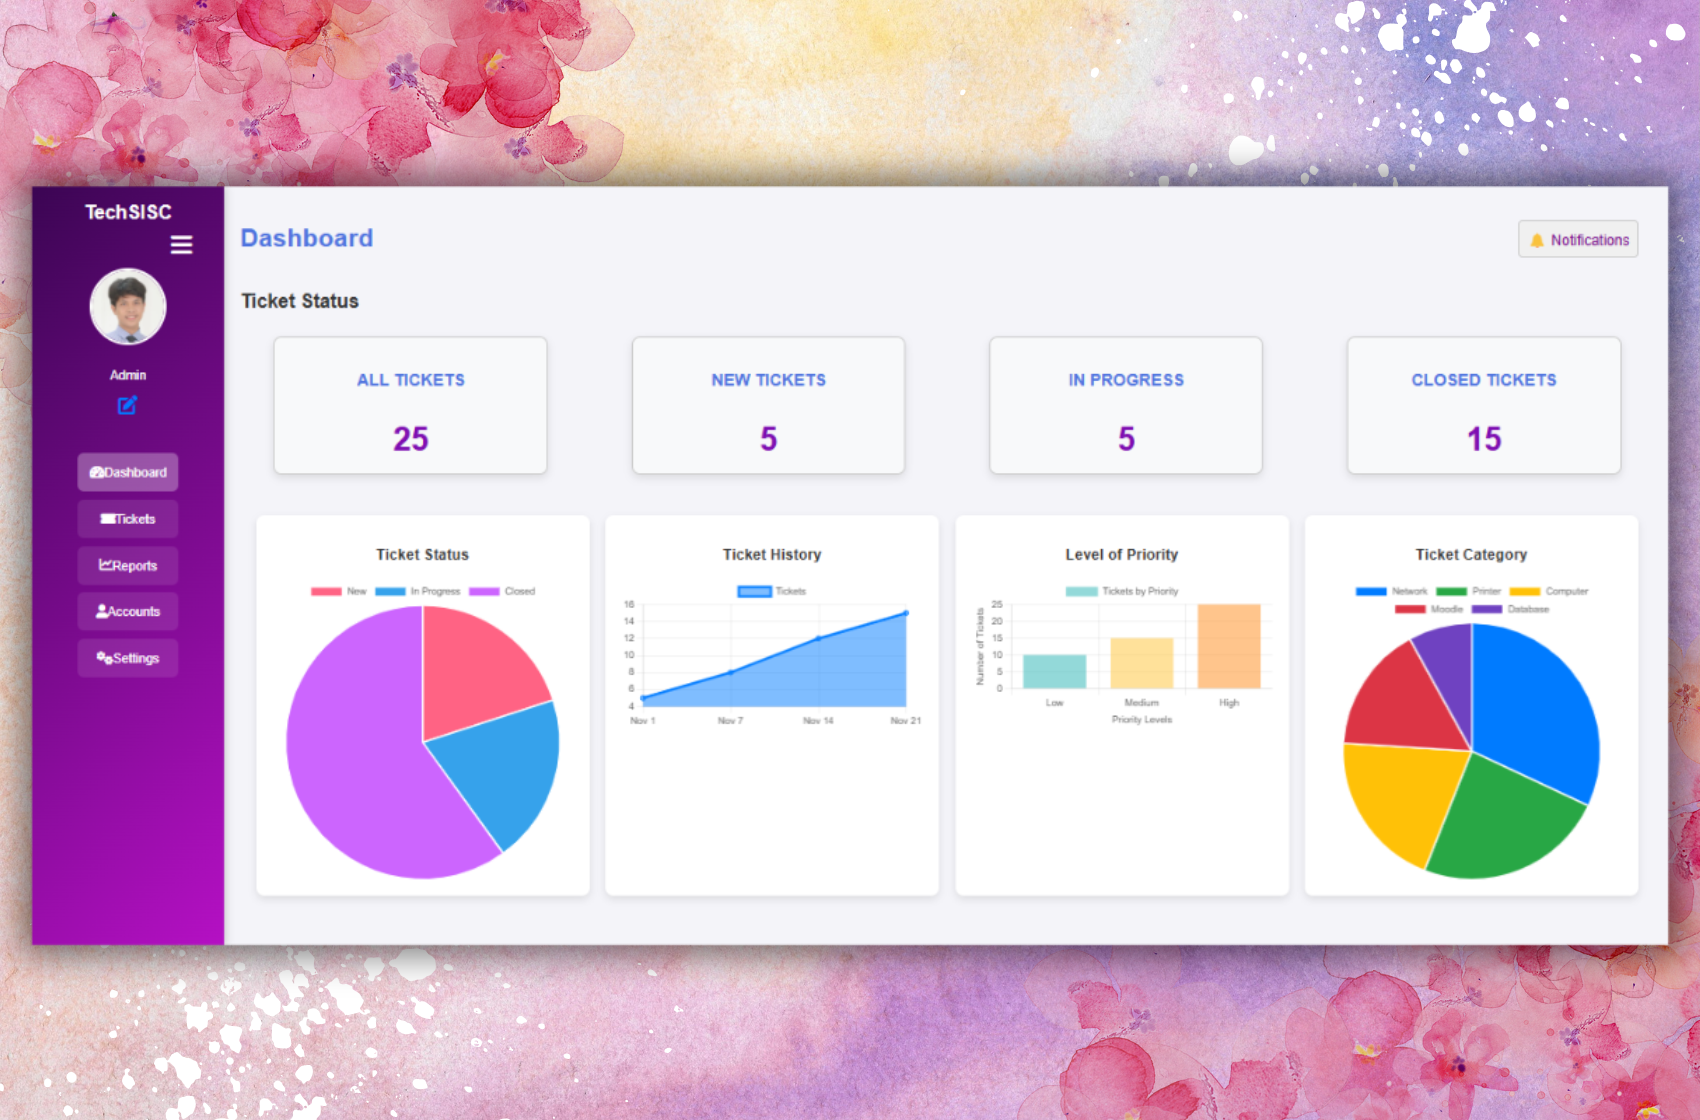 TechSISC
Admin
Dashboard
Tickets
Reports
Accounts
Settings
Dashboard
Notifications
Ticket Status
ALL TICKETS
25
NEW TICKETS
5
IN PROGRESS
5
CLOSED TICKETS
15
Ticket Status
New In Progress Closed
Ticket History
Tickets
16
14
12
10
8
6
4
Nov 1 Nov 7 Nov 14 Nov 21
Level of Priority
Tickets by Priority
Number of Tickets
25
20
15
10
5
0
Low Medium High
Priority Levels
Ticket Category
Network Printer Computer
Moodle Database